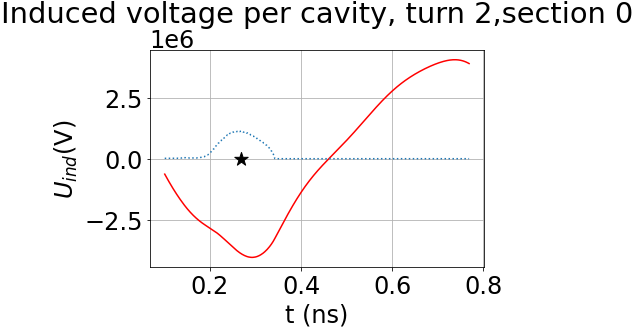 Induced voltage per cavity, turn 2,section 0
1e6
2.5
0.0
−2.5
U_ind(V)
0.2 0.4 0.6 0.8
t (ns)